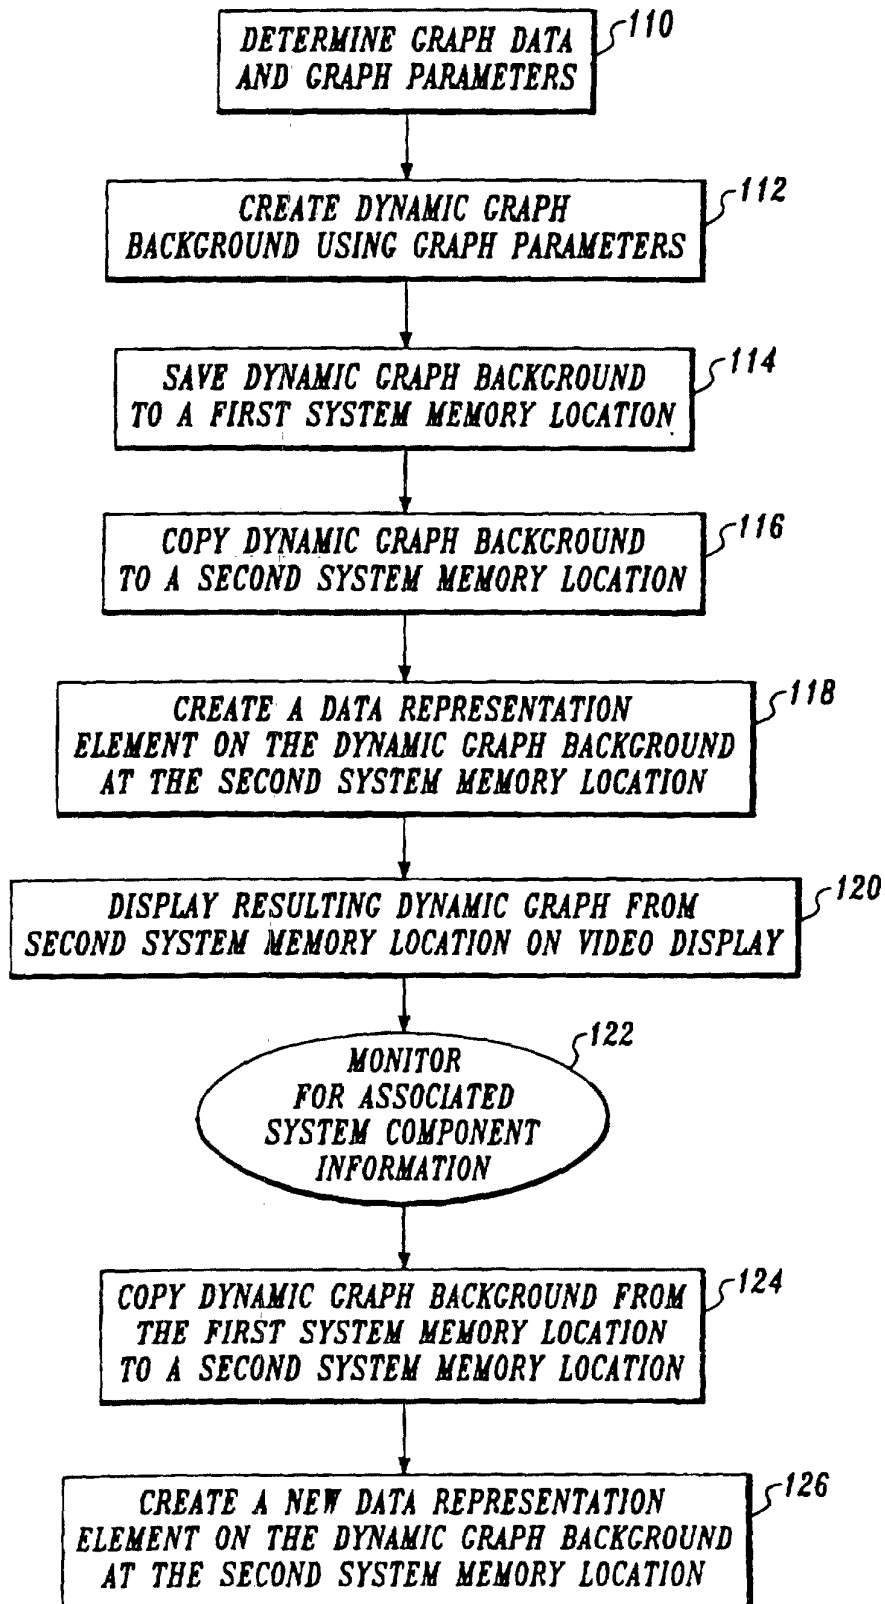 DETERMINE GRAPH DATA
AND GRAPH PARAMETERS
110
CREATE DYNAMIC GRAPH
BACKGROUND USING GRAPH PARAMETERS
112
SAVE DYNAMIC GRAPH BACKGROUND
TO A FIRST SYSTEM MEMORY LOCATION
114
COPY DYNAMIC GRAPH BACKGROUND
TO A SECOND SYSTEM MEMORY LOCATION
116
CREATE A DATA REPRESENTATION
ELEMENT ON THE DYNAMIC GRAPH BACKGROUND
AT THE SECOND SYSTEM MEMORY LOCATION
118
DISPLAY RESULTING DYNAMIC GRAPH FROM
SECOND SYSTEM MEMORY LOCATION ON VIDEO DISPLAY
120
MONITOR
FOR ASSOCIATED
SYSTEM COMPONENT
INFORMATION
122
COPY DYNAMIC GRAPH BACKGROUND FROM
THE FIRST SYSTEM MEMORY LOCATION
TO A SECOND SYSTEM MEMORY LOCATION
124
CREATE A NEW DATA REPRESENTATION
ELEMENT ON THE DYNAMIC GRAPH BACKGROUND
AT THE SECOND SYSTEM MEMORY LOCATION
126